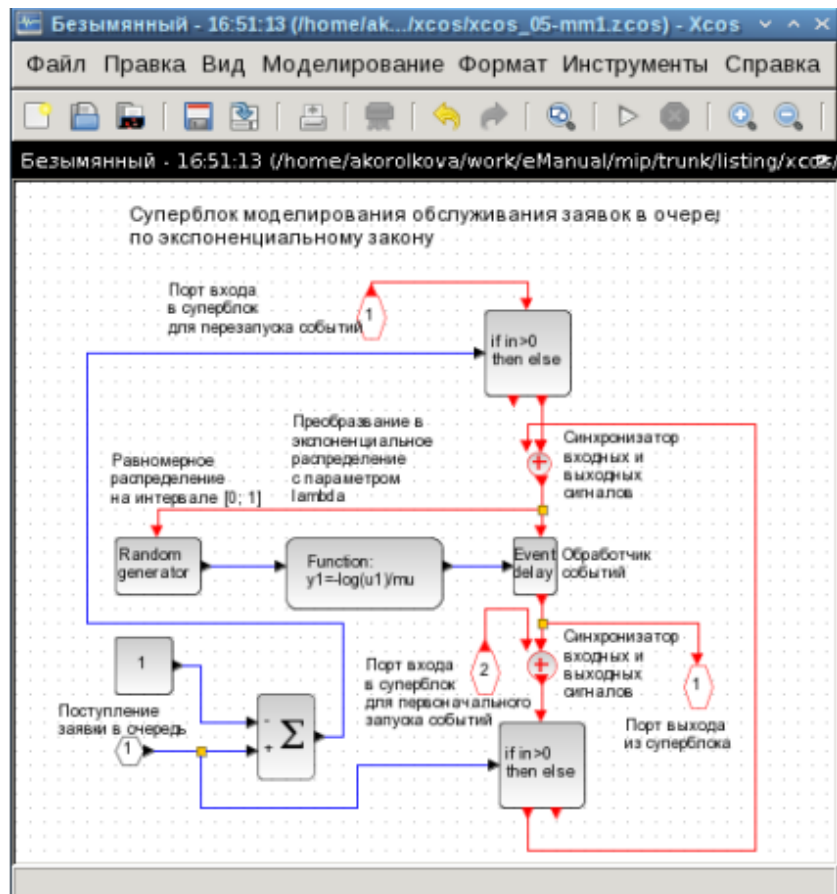 Безымянный - 16:51:13 (/home/ak.../xcos/xcos_05-mm1.zcos) - Xcos
Файл Правка Вид Моделирование Формат Инструменты Справка
Безымянный - 16:51:13 (/home/akorolkova/work/eManual/mip/trunk/listing/xcos/
Суперблок моделирования обслуживания заявок в очеред
по экспоненциальному закону
Порт входа
в суперблок
для перезапуска событий
1
if in>0
then else
Преобразвание в
экспоненциальное
распределение
с параметром
lambda
Синхронизатор
входных и
выходных
сигналов
Равномерное
распределение
на интервале [0; 1]
+
Random
generator
Function:
y1=-log(u1)/mu
Event
delay
Обработчик
событий
1
Порт входа
в суперблок
для первоначального
запуска событий
2
+
Синхронизатор
входных и
выходных
сигналов
1
Порт выхода
из суперблока
Поступление
заявки в очередь
1
-
+
Σ
if in>0
then else